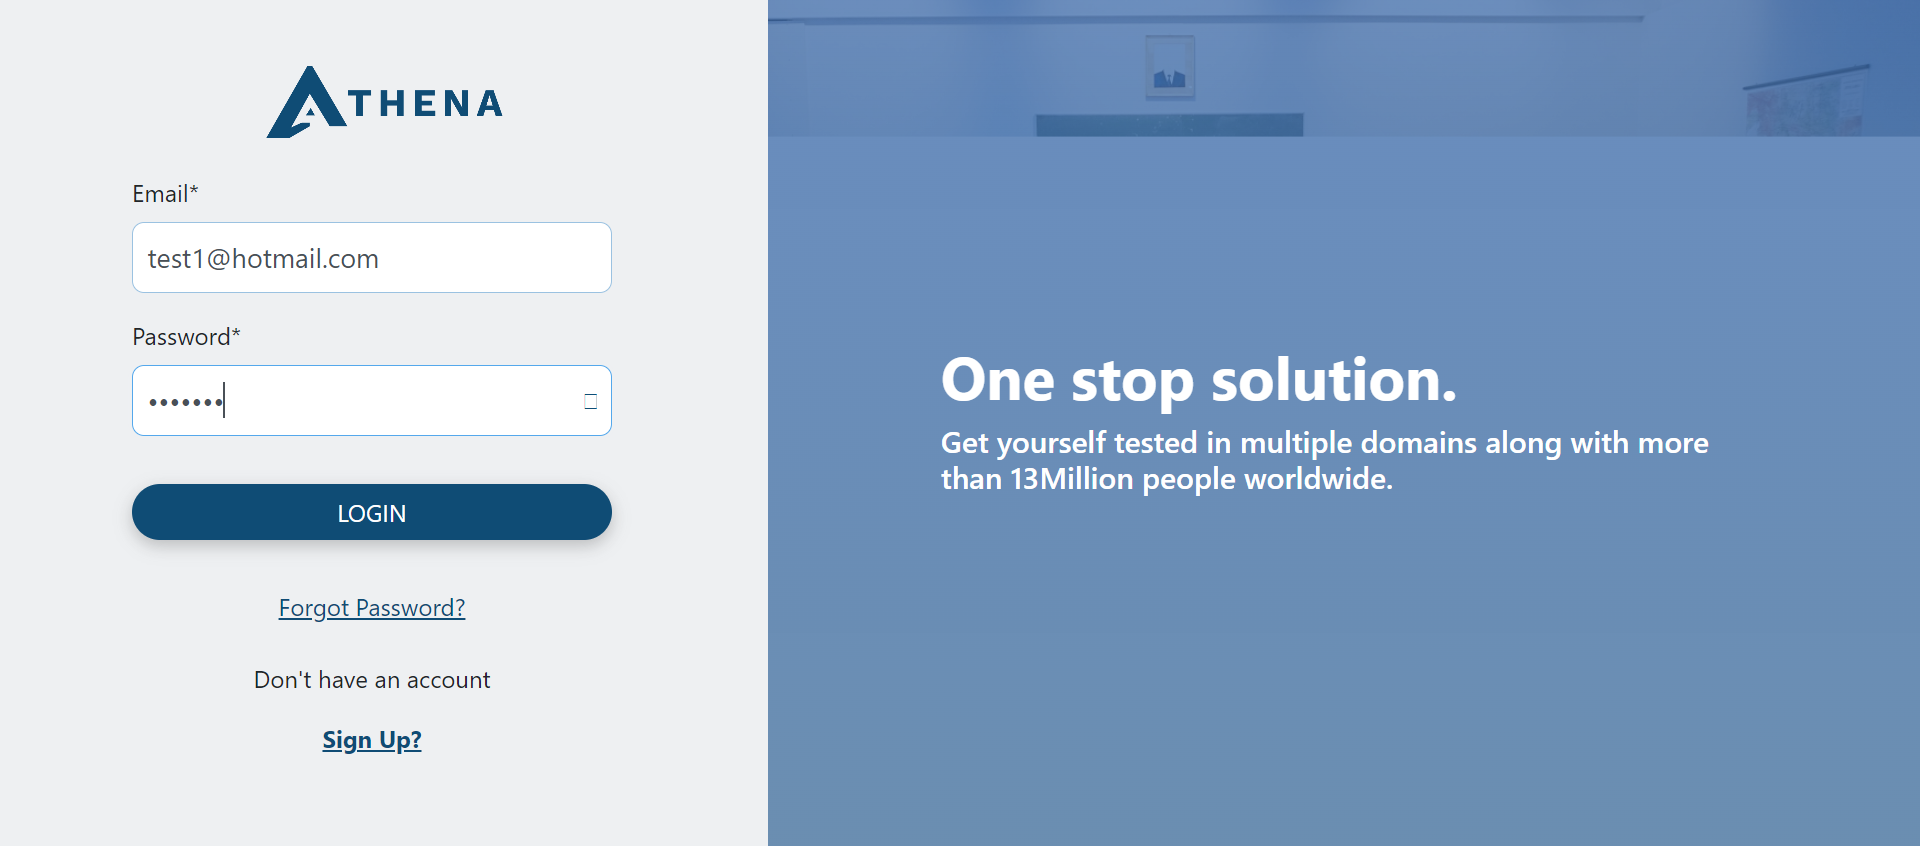 ATHENA
Email*
test1@hotmail.com
Password*
•••••••
LOGIN
Forgot Password?
Don't have an account
Sign Up?
One stop solution.
Get yourself tested in multiple domains along with more
than 13Million people worldwide.